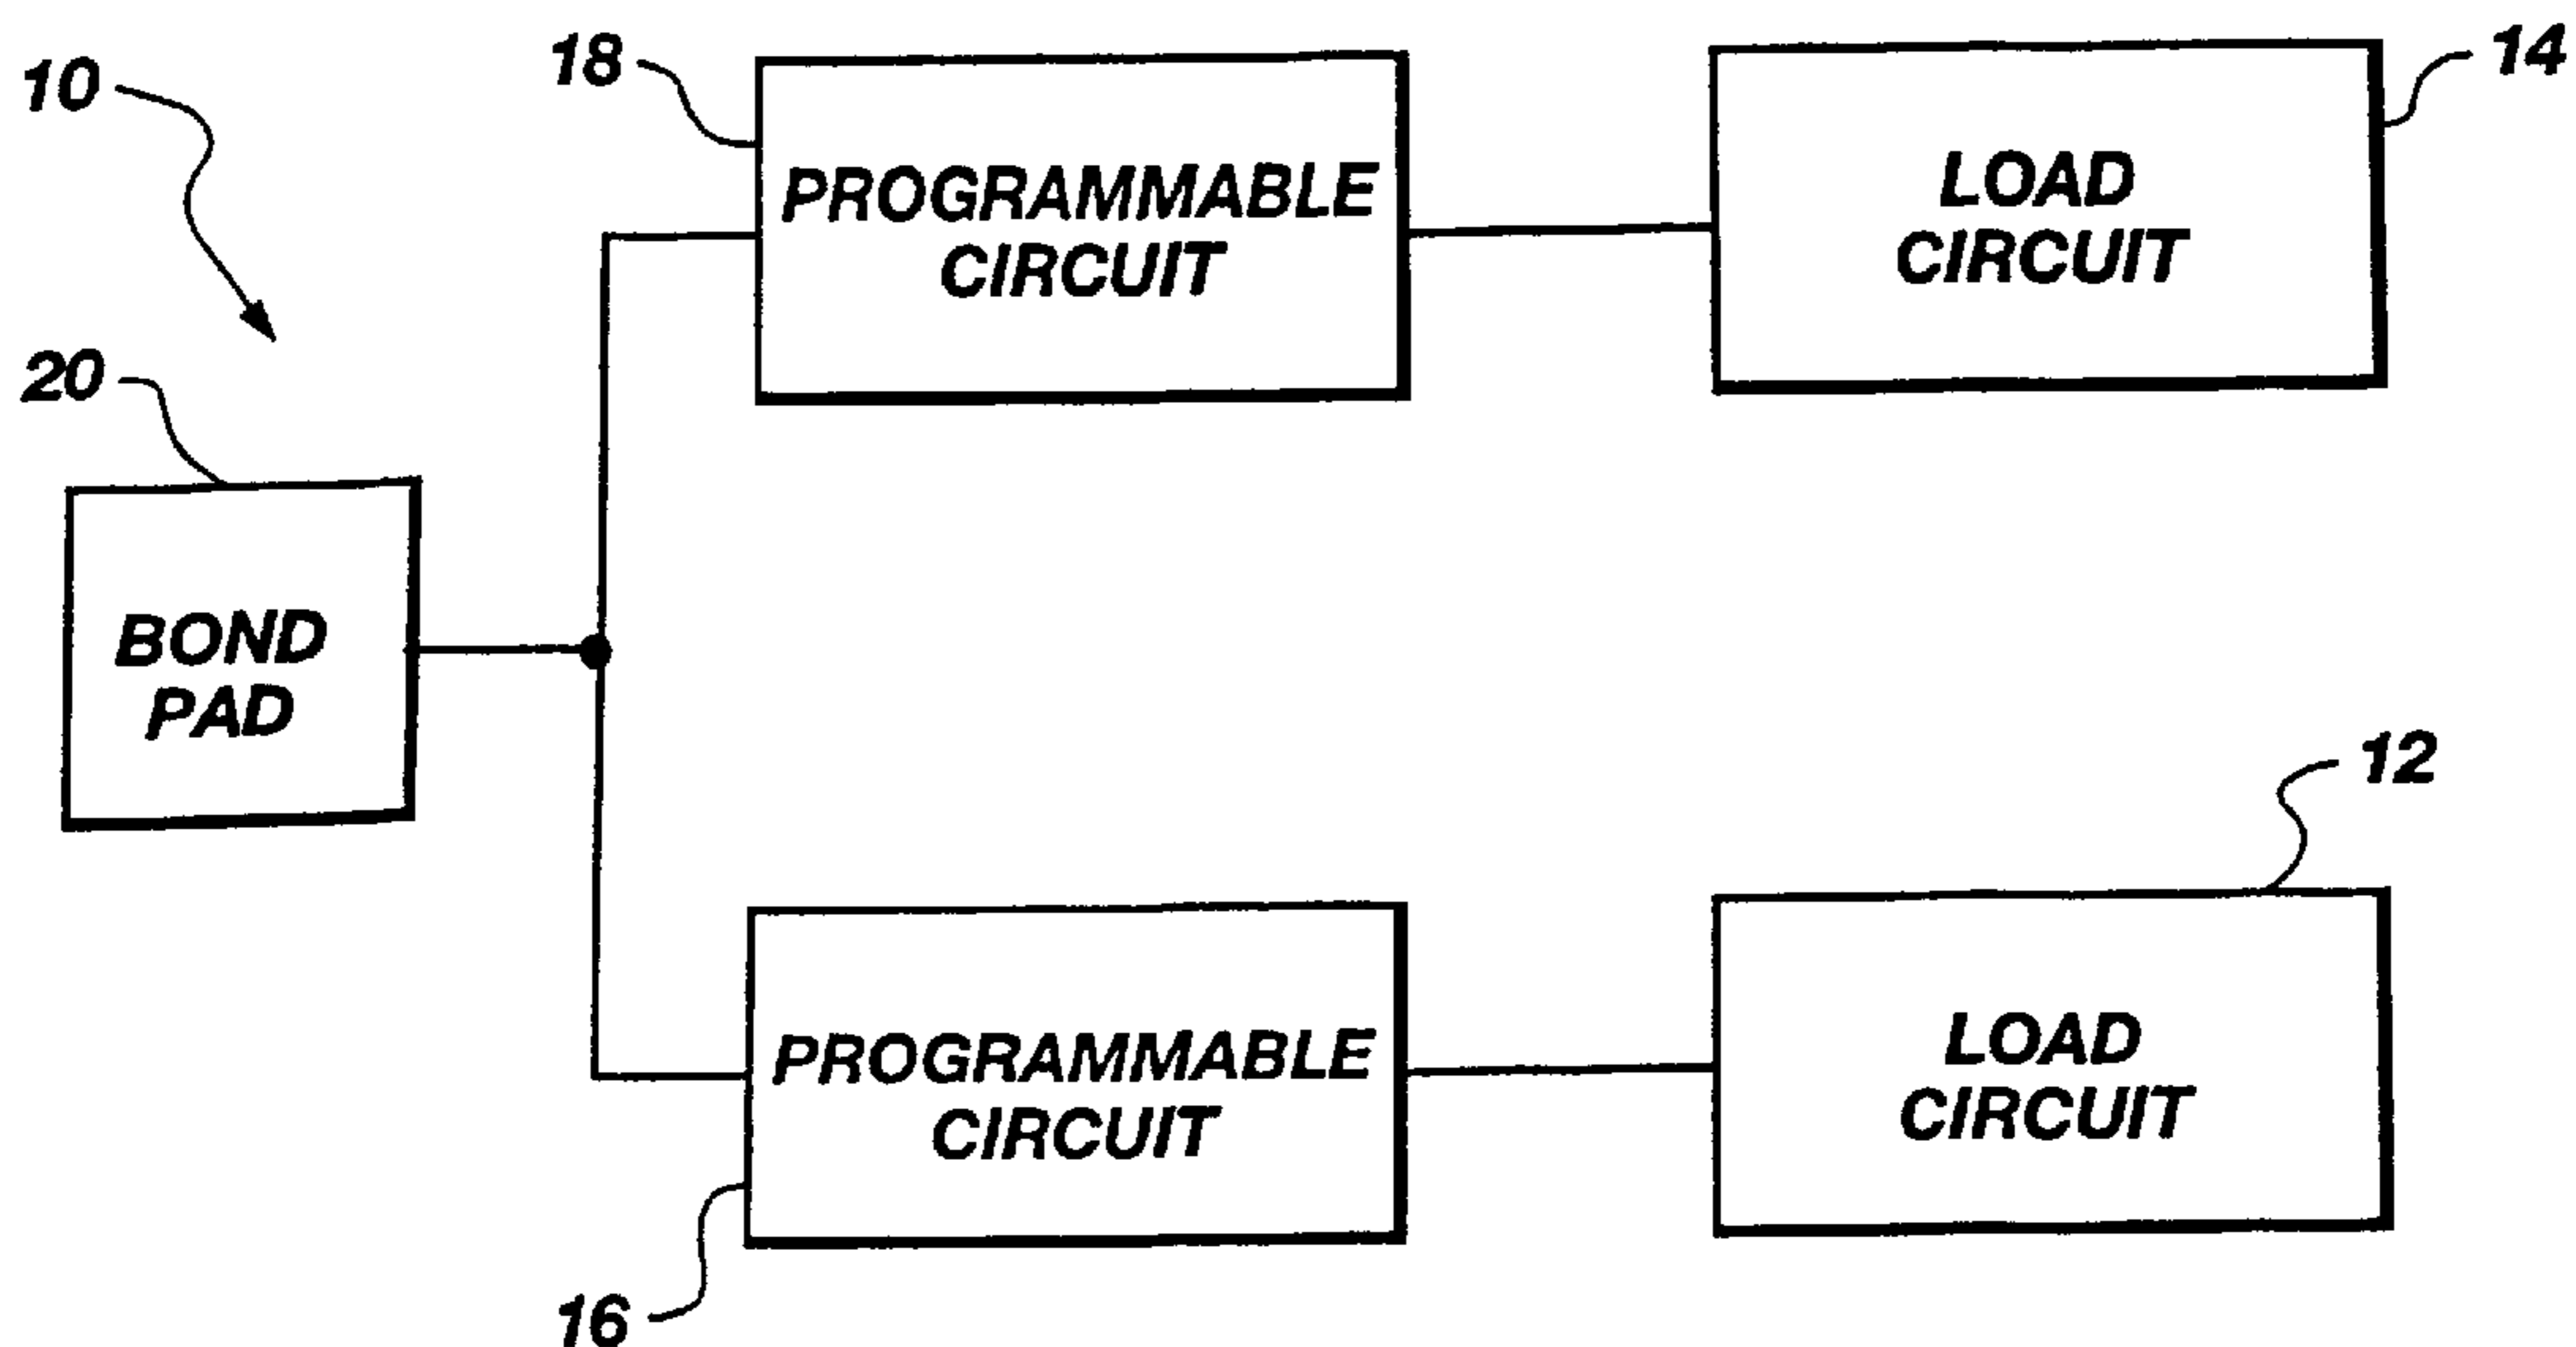 10
18
PROGRAMMABLE
CIRCUIT
14
LOAD
CIRCUIT
20
BOND
PAD
12
PROGRAMMABLE
CIRCUIT
16
LOAD
CIRCUIT